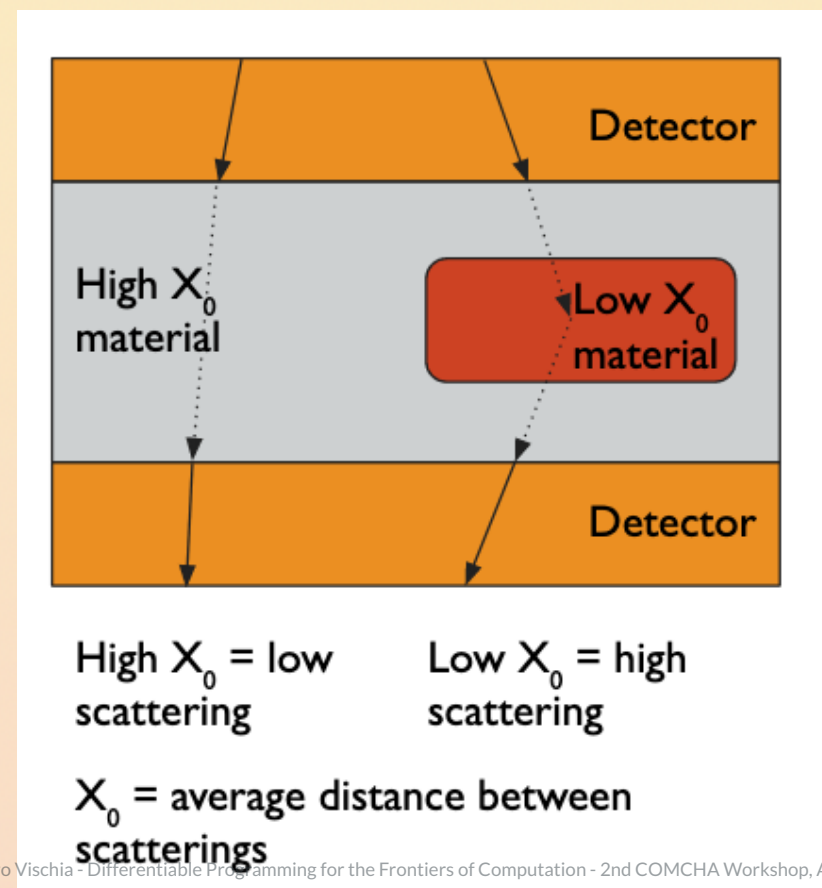 Detector
High X₀
material
Low X₀
material
Detector
High X₀ = low
scattering
Low X₀ = high
scattering
X₀ = average distance between
scatterings
o Vischia - Differentiable Programming for the Frontiers of Computation - 2nd COMCHA Workshop, A